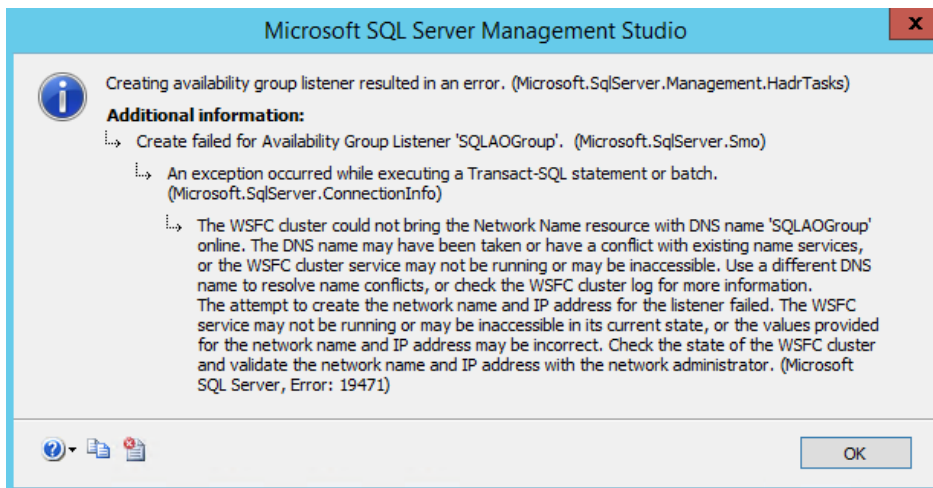 Microsoft SQL Server Management Studio
x
Creating availability group listener resulted in an error. (Microsoft.SqlServer.Management.HadrTasks)
Additional information:
Create failed for Availability Group Listener 'SQLAOGroup'. (Microsoft.SqlServer.Smo)
An exception occurred while executing a Transact-SQL statement or batch.
(Microsoft.SqlServer.ConnectionInfo)
The WSFC cluster could not bring the Network Name resource with DNS name 'SQLAOGroup'
online. The DNS name may have been taken or have a conflict with existing name services,
or the WSFC cluster service may not be running or may be inaccessible. Use a different DNS
name to resolve name conflicts, or check the WSFC cluster log for more information.
The attempt to create the network name and IP address for the listener failed. The WSFC
service may not be running or may be inaccessible in its current state, or the values provided
for the network name and IP address may be incorrect. Check the state of the WSFC cluster
and validate the network name and IP address with the network administrator. (Microsoft
SQL Server, Error: 19471)
OK